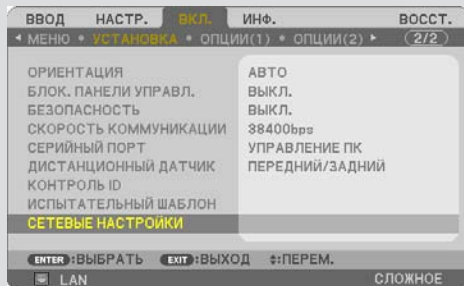 ВВОД НАСТР. ВКЛ. ИНФ. ВОССТ.
МЕНЮ • УСТАНОВКА • ОПЦИИ(1) • ОПЦИИ(2) 2/2
ОРИЕНТАЦИЯ АВТО
БЛОК. ПАНЕЛИ УПРАВЛ. ВЫКЛ.
БЕЗОПАСНОСТЬ ВЫКЛ.
СКОРОСТЬ КОММУНИКАЦИИ 38400bps
СЕРИЙНЫЙ ПОРТ УПРАВЛЕНИЕ ПК
ДИСТАНЦИОННЫЙ ДАТЧИК ПЕРЕДНИЙ/ЗАДНИЙ
КОНТРОЛЬ ID
ИСПЫТАТЕЛЬНЫЙ ШАБЛОН
СЕТЕВЫЕ НАСТРОЙКИ
ENTER :ВЫБРАТЬ EXIT :ВЫХОД :ПЕРЕМ.
LAN СЛОЖНОЕ